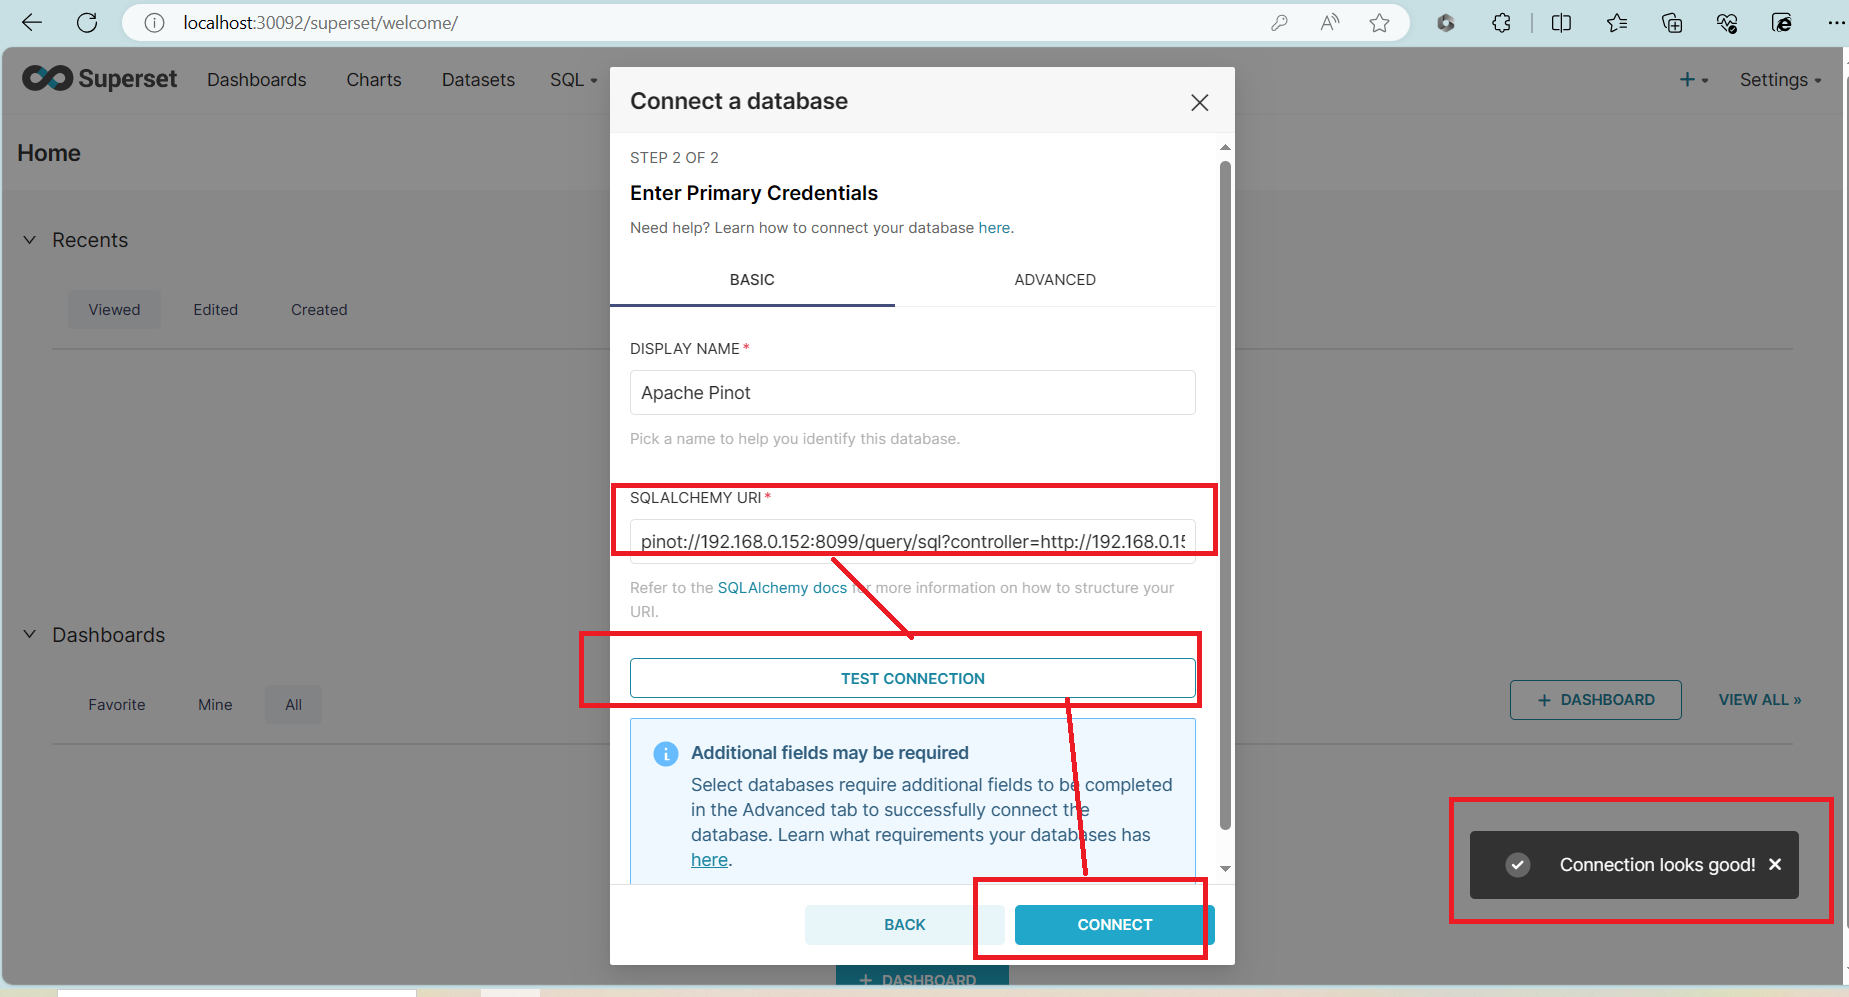 localhost:30092/superset/welcome/
Superset
Dashboards
Charts
Datasets
SQL
Settings
Home
Recents
Viewed
Edited
Created
Dashboards
Favorite
Mine
All
+ DASHBOARD
VIEW ALL »
Connect a database
STEP 2 OF 2
Enter Primary Credentials
Need help? Learn how to connect your database here.
BASIC
ADVANCED
DISPLAY NAME*
Apache Pinot
Pick a name to help you identify this database.
SQLALCHEMY URI*
pinot://192.168.0.152:8099/query/sql?controller=http://192.168.0.15
Refer to the SQLAlchemy docs for more information on how to structure your
URI.
TEST CONNECTION
Additional fields may be required
Select databases require additional fields to be completed
in the Advanced tab to successfully connect the
database. Learn what requirements your databases has
here.
BACK
CONNECT
Connection looks good!
+ DASHBOARD